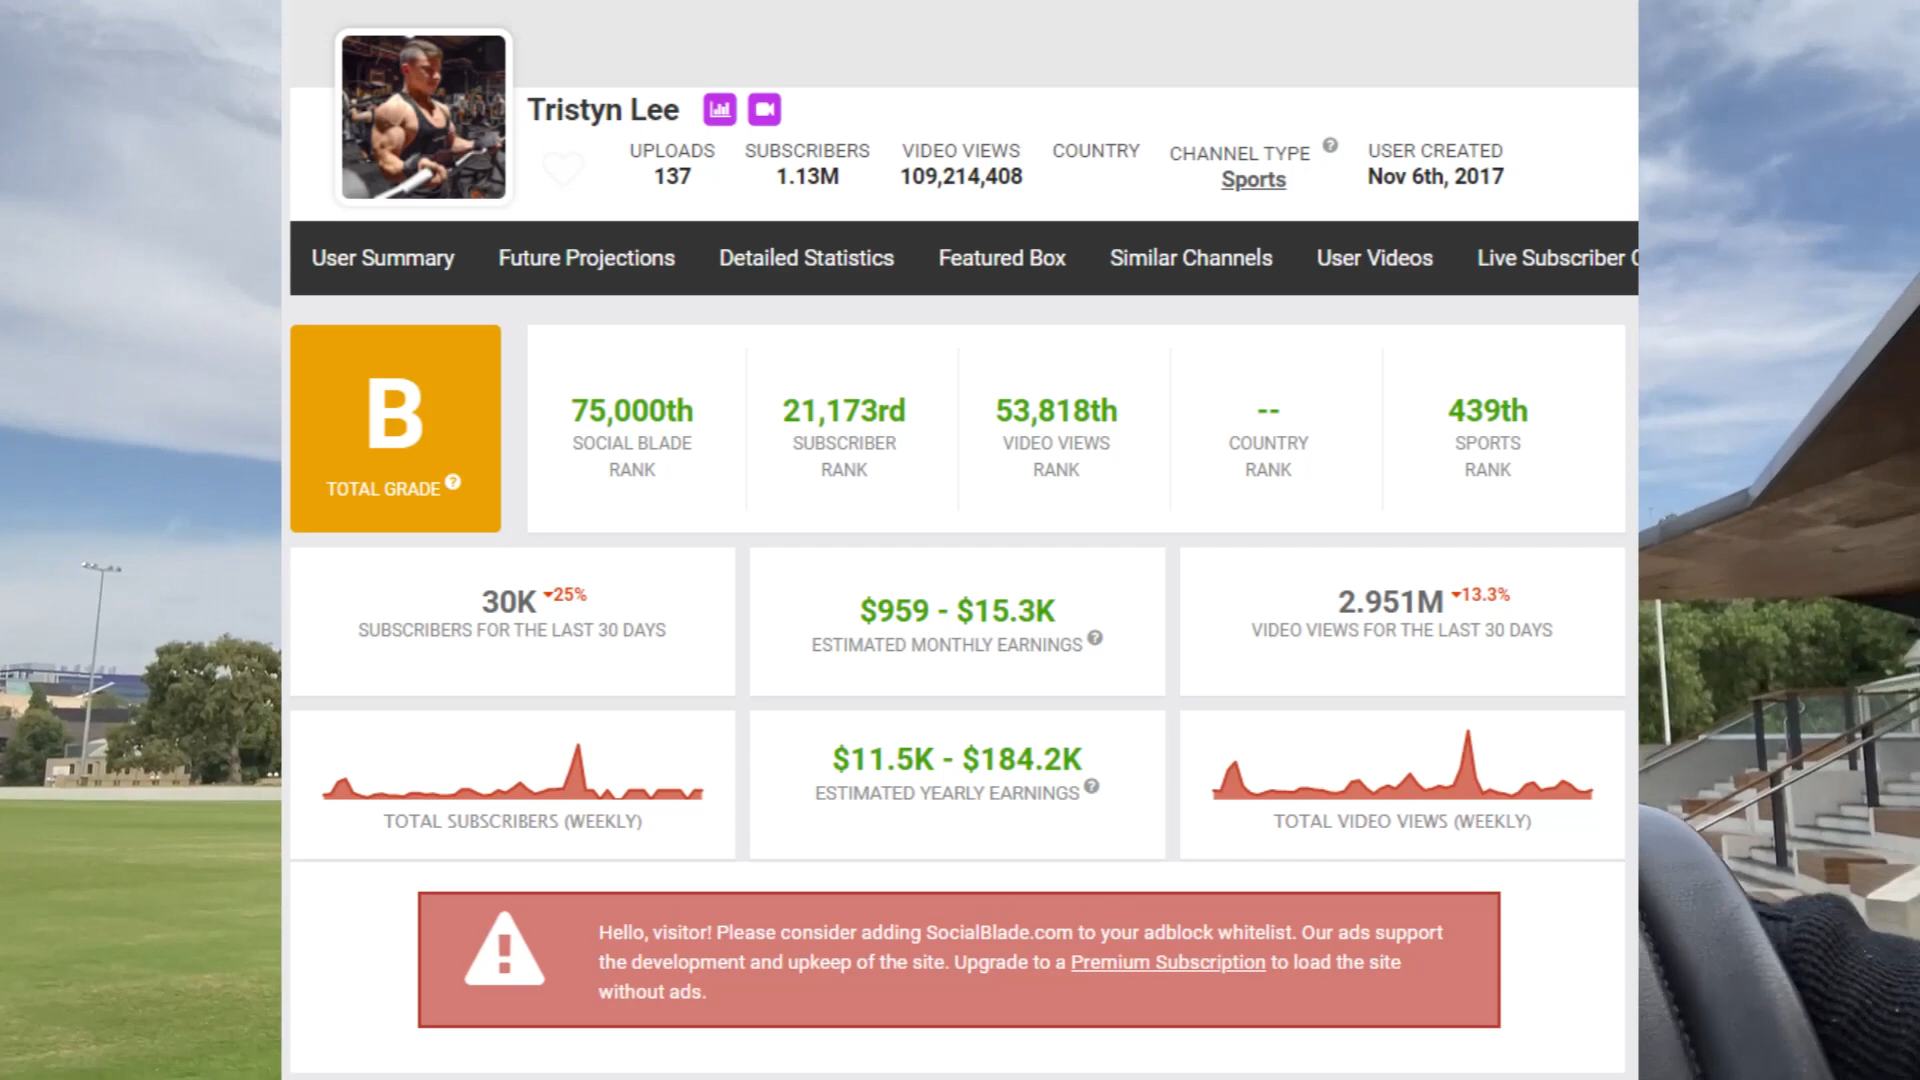 Tristyn Lee
UPLOADS
137
SUBSCRIBERS
1.13M
VIDEO VIEWS
109,214,408
COUNTRY
CHANNEL TYPE ?
Sports
USER CREATED
Nov 6th, 2017
User Summary Future Projections Detailed Statistics Featured Box Similar Channels User Videos Live Subscriber C
B
TOTAL GRADE ?
75,000th
SOCIAL BLADE
RANK
21,173rd
SUBSCRIBER
RANK
53,818th
VIDEO VIEWS
RANK
--
COUNTRY
RANK
439th
SPORTS
RANK
30K 25%
SUBSCRIBERS FOR THE LAST 30 DAYS
$959 - $15.3K
ESTIMATED MONTHLY EARNINGS ?
2.951M 13.3%
VIDEO VIEWS FOR THE LAST 30 DAYS
TOTAL SUBSCRIBERS (WEEKLY)
$11.5K - $184.2K
ESTIMATED YEARLY EARNINGS ?
TOTAL VIDEO VIEWS (WEEKLY)
Hello, visitor! Please consider adding SocialBlade.com to your adblock whitelist. Our ads support
the development and upkeep of the site. Upgrade to a Premium Subscription to load the site
without ads.